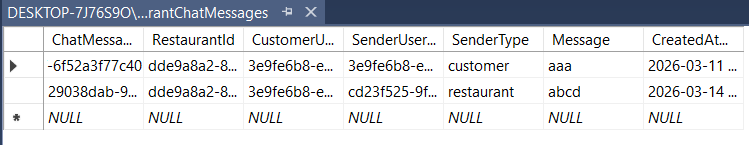 DESKTOP-7J76S9O\...rantChatMessages
ChatMessa... RestaurantId CustomerU... SenderUser... SenderType Message CreatedAt...
-6f52a3f77c40 dde9a8a2-8... 3e9fe6b8-e... 3e9fe6b8-e... customer aaa 2026-03-11 ...
29038dab-9... dde9a8a2-8... 3e9fe6b8-e... cd23f525-9f... restaurant abcd 2026-03-14 ...
NULL NULL NULL NULL NULL NULL NULL